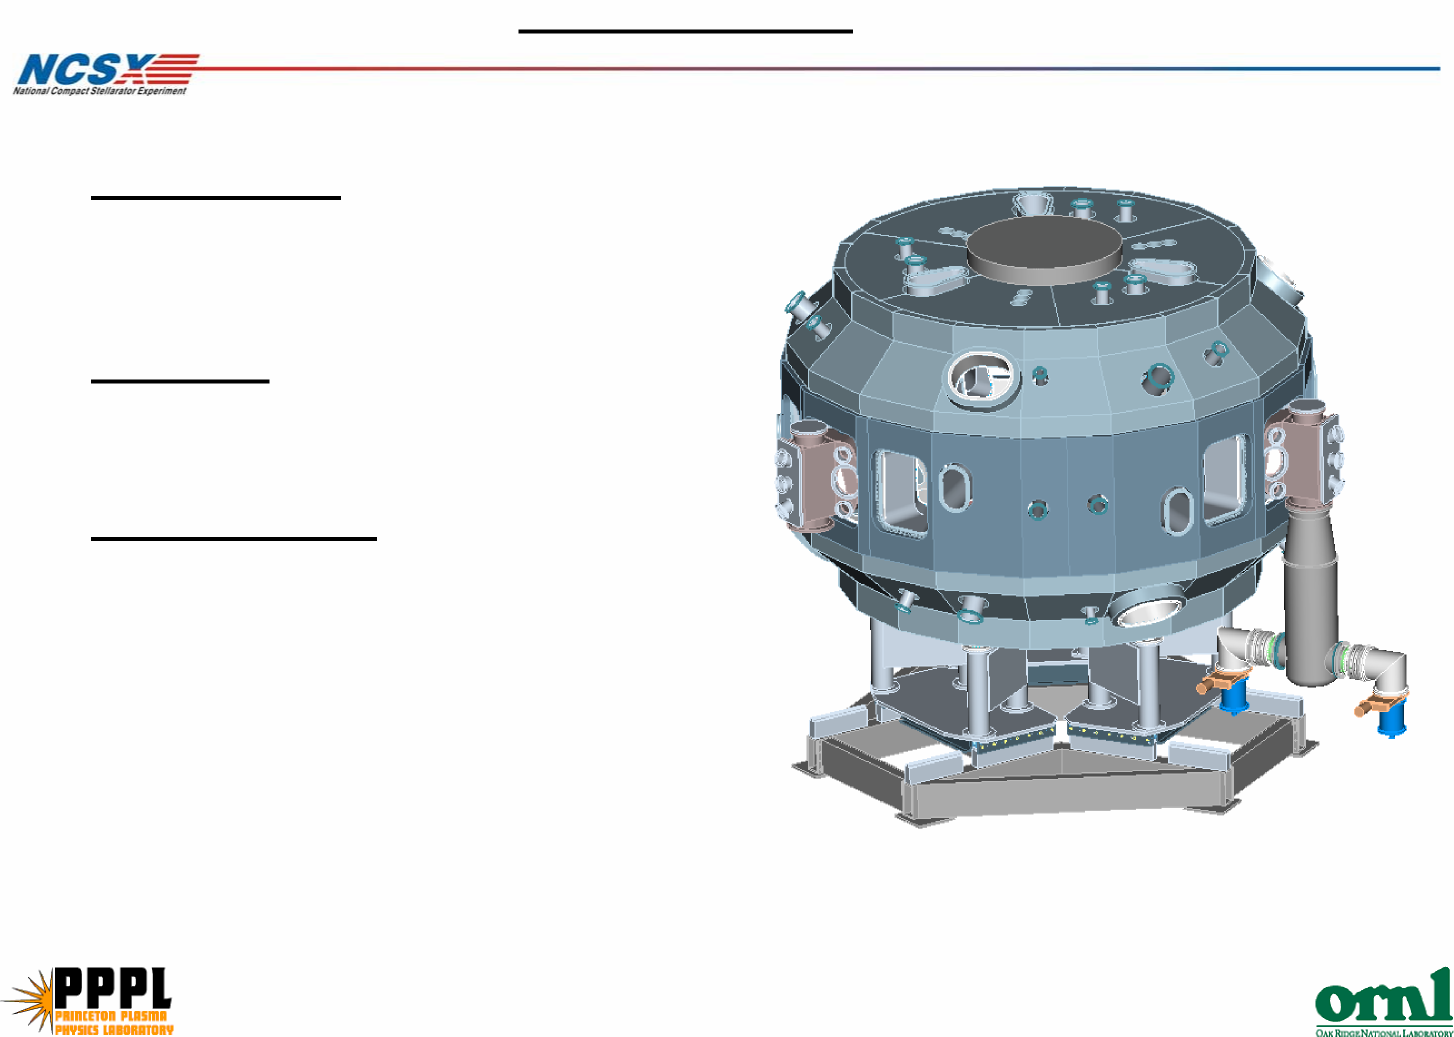 NCSX
National Compact Stellarator Experiment
PPPL
PRINCETON PLASMA
PHYSICS LABORATORY
ornl
OAK RIDGE NATIONAL LABORATORY